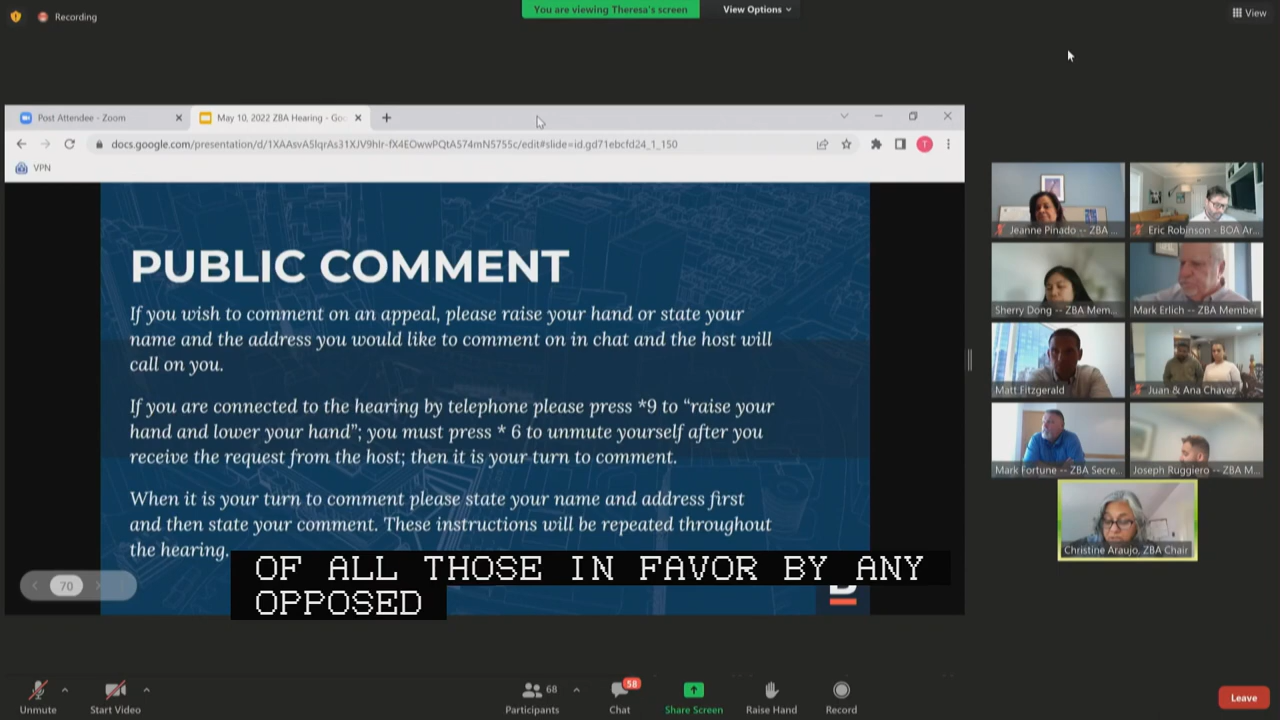 Recording
You are viewing Theresa's screen
View Options
View
Post Attendee - Zoom
May 10, 2022 ZBA Hearing - Goo
docs.google.com/presentation/d/1XAAsvA5lqrAs31XJV9hIr-fX4EOwwPQtA574mN5755c/edit#slide=id.gd71ebcfd24_1_150
T
VPN
PUBLIC COMMENT
If you wish to comment on an appeal, please raise your hand or state your
name and the address you would like to comment on in chat and the host will
call on you.
If you are connected to the hearing by telephone please press *9 to “raise your
hand and lower your hand”; you must press * 6 to unmute yourself after you
receive the request from the host; then it is your turn to comment.
When it is your turn to comment please state your name and address first
and then state your comment. These instructions will be repeated throughout
the hearing.
70
OF ALL THOSE IN FAVOR BY ANY
OPPOSED
Jeanne Pinado -- ZBA ...
Eric Robinson - BOA Ar...
Sherry Dong -- ZBA Mem...
Mark Erlich -- ZBA Member
Matt Fitzgerald
Juan & Ana Chavez
Mark Fortune -- ZBA Secre...
Joseph Ruggiero -- ZBA M...
Christine Araujo, ZBA Chair
Unmute
Start Video
68
Participants
58
Chat
Share Screen
Raise Hand
Record
Leave